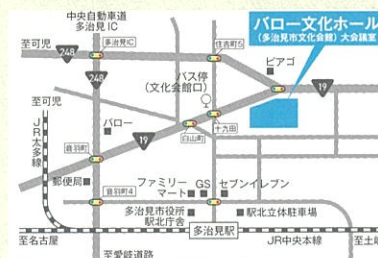 中央自動車道
多治見IC
バロー文化ホール
(多治見市文化会館) 大会議室
至可児
248
多治見IC
住吉町5
ピアゴ
バス停
(文化会館口)
248
19
至可児
JR太多線
バロー
19
白山町
十九田
音羽町
郵便局
ファミリー
マート
GS
セブンイレブン
音羽町4
多治見市役所
駅北庁舎
駅北立体駐車場
多治見駅
至名古屋
JR中央本線
至土岐
至愛岐道路